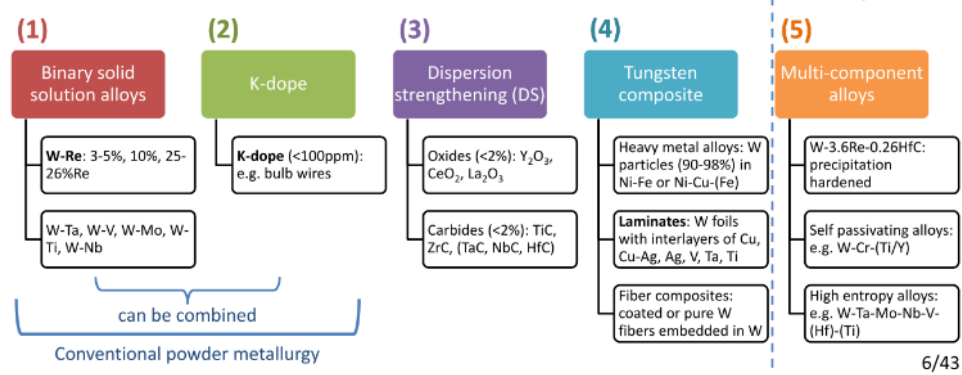 (1)
Binary solid
solution alloys
W-Re: 3-5%, 10%, 25-
26%Re
W-Ta, W-V, W-Mo, W-
Ti, W-Nb
(2)
K-dope
K-dope (<100ppm):
e.g. bulb wires
can be combined
Conventional powder metallurgy
(3)
Dispersion
strengthening (DS)
Oxides (<2%): Y₂O₃,
CeO₂, La₂O₃
Carbides (<2%): TiC,
ZrC, (TaC, NbC, HfC)
(4)
Tungsten
composite
Heavy metal alloys: W
particles (90-98%) in
Ni-Fe or Ni-Cu-(Fe)
Laminates: W foils
with interlayers of Cu,
Cu-Ag, Ag, V, Ta, Ti
Fiber composites:
coated or pure W
fibers embedded in W
(5)
Multi-component
alloys
W-3.6Re-0.26HfC:
precipitation
hardened
Self passivating alloys:
e.g. W-Cr-(Ti/Y)
High entropy alloys:
e.g. W-Ta-Mo-Nb-V-
(Hf)-(Ti)
6/43